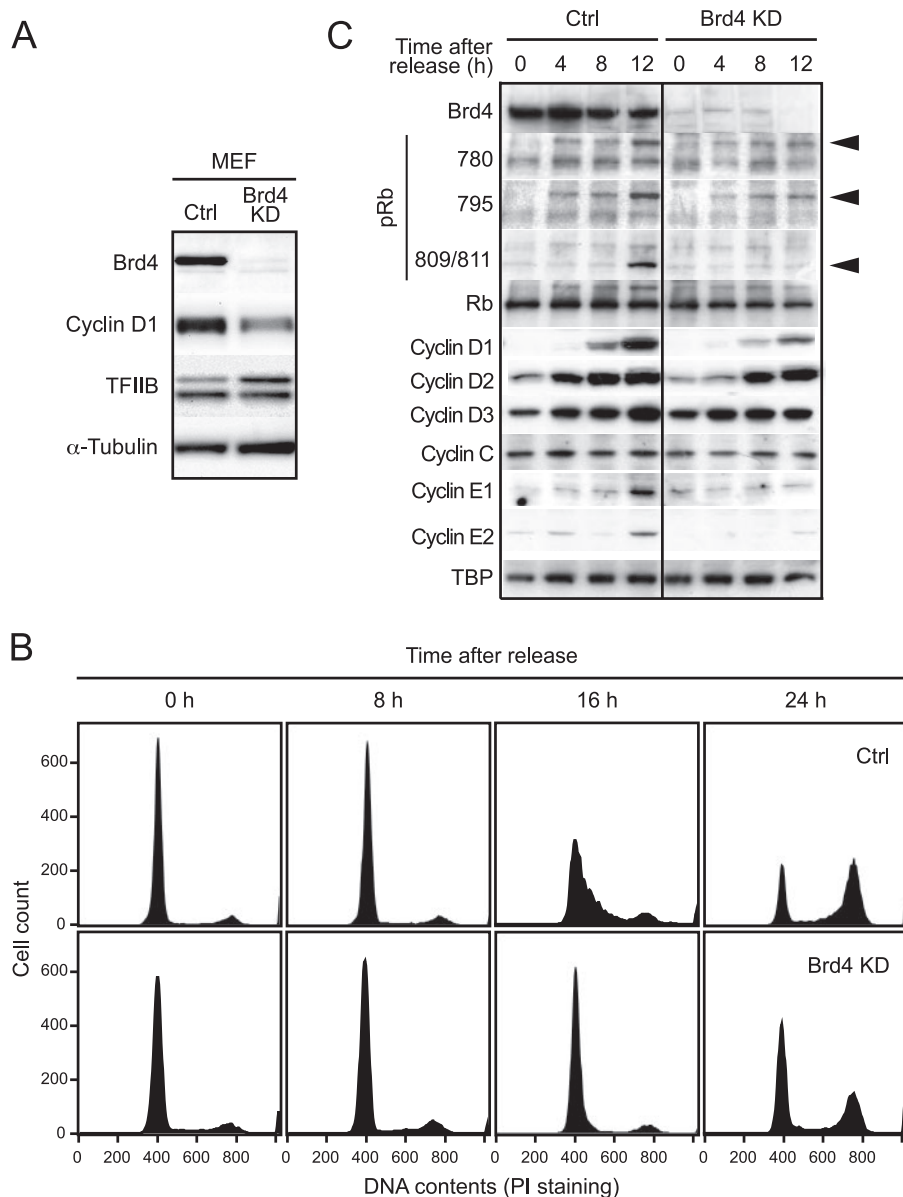 A
MEF
Ctrl
Brd4
KD
Brd4
Cyclin D1
TFIIB
α-Tubulin
C
Ctrl
Brd4 KD
Time after
release (h)
0 4 8 12 0 4 8 12
Brd4
pRb
780
795
809/811
Rb
Cyclin D1
Cyclin D2
Cyclin D3
Cyclin C
Cyclin E1
Cyclin E2
TBP
B
Time after release
0 h 8 h 16 h 24 h
Cell count
600
400
200
0
Ctrl
600
400
200
0
Brd4 KD
0 200 400 600 800 0 200 400 600 800 0 200 400 600 800 0 200 400 600 800
DNA contents (PI staining)